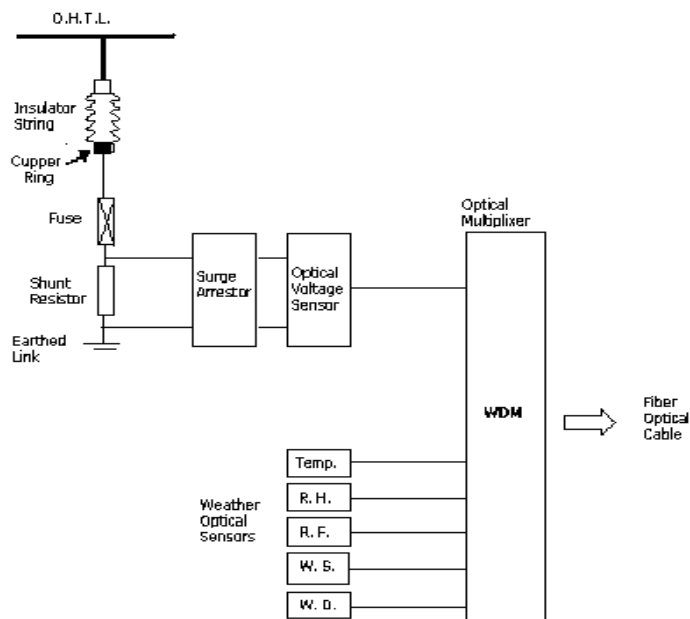 O.H.T.L.
Insulator
String
Cupper
Ring
Fuse
Shunt
Resistor
Earthed
Link
Surge
Arrestor
Optical
Voltage
Sensor
Optical
Multiplixer
WDM
Fiber
Optical
Cable
Weather
Optical
Sensors
Temp.
R.H.
R.F.
W.S.
W.D.